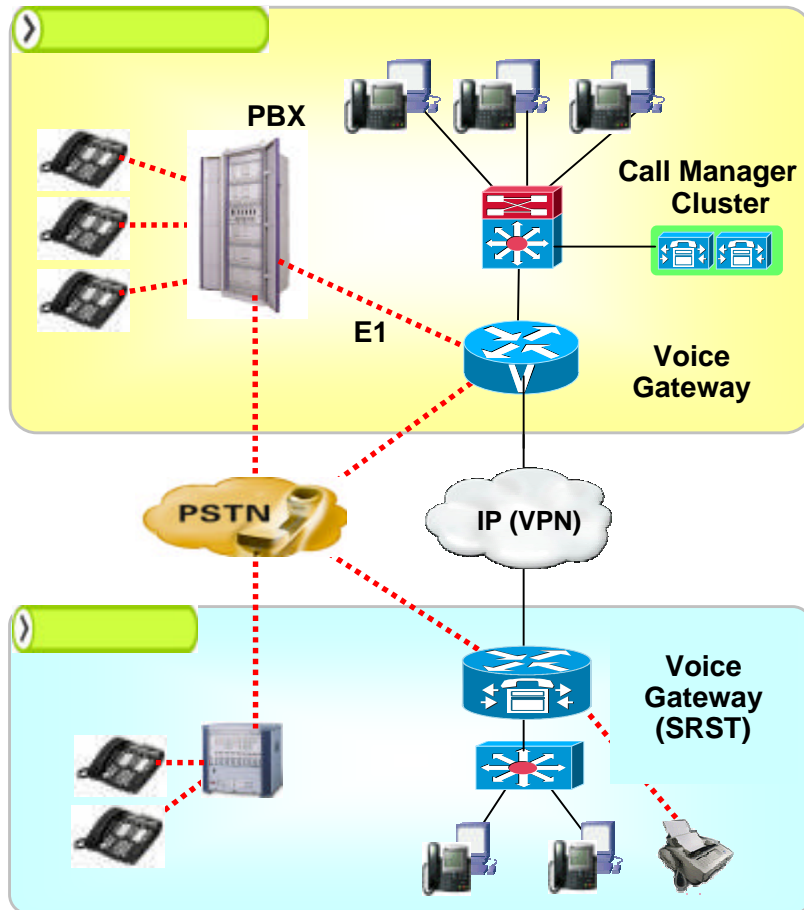 PBX
Call Manager
Cluster
E1
Voice
Gateway
PSTN
IP (VPN)
Voice
Gateway
(SRST)